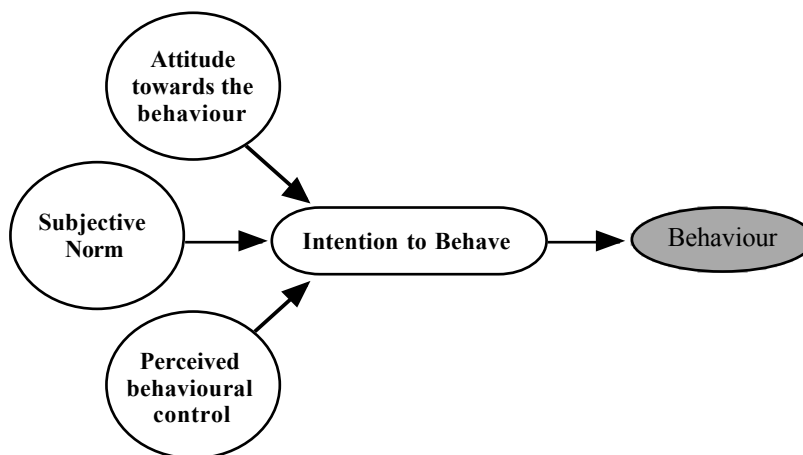 Attitude
towards the
behaviour
Subjective
Norm
Intention to Behave
Behaviour
Perceived
behavioural
control